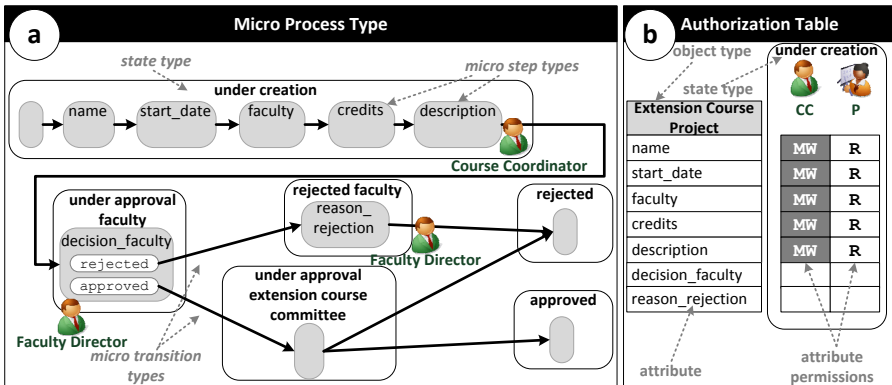 a
Micro Process Type
state type
micro step types
under creation
name
start_date
faculty
credits
description
Course Coordinator
under approval
faculty
decision_faculty
rejected
approved
Faculty Director
rejected faculty
reason_
rejection
Faculty Director
rejected
under approval
extension course
committee
approved
micro transition
types
b
Authorization Table
object type
under creation
state type
CC P
Extension Course
Project
name MW R
start_date MW R
faculty MW R
credits MW R
description MW R
decision_faculty
reason_rejection
attribute
attribute
permissions